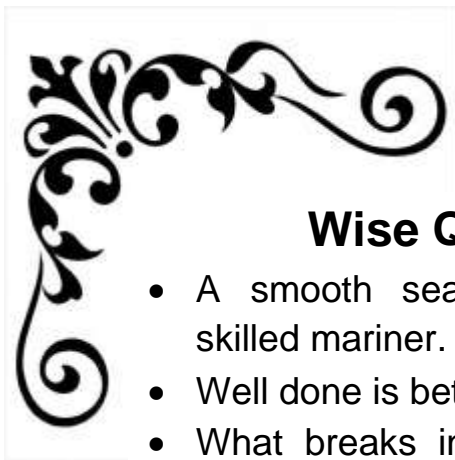 Wise Q
• A smooth sea
skilled mariner.
• Well done is bet
• What breaks in